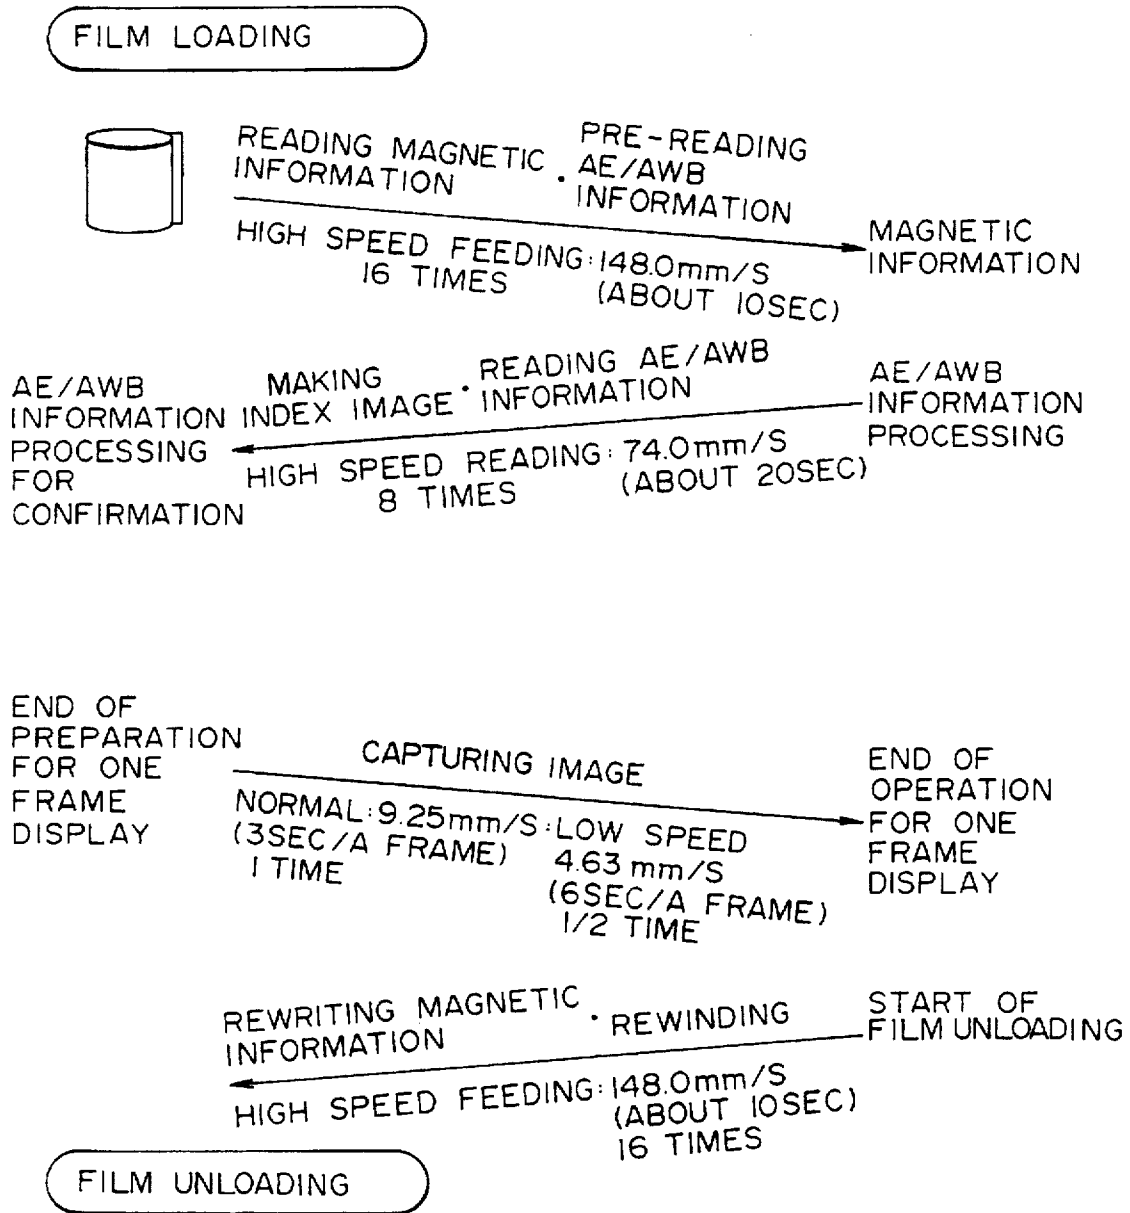 FILM LOADING
READING MAGNETIC
INFORMATION
·
PRE-READING
AE/AWB
INFORMATION
HIGH SPEED FEEDING:148.0mm/S
16 TIMES
(ABOUT 10SEC)
MAGNETIC
INFORMATION
AE/AWB
INFORMATION
PROCESSING
FOR
CONFIRMATION
MAKING
INDEX IMAGE
·
READING AE/AWB
INFORMATION
HIGH SPEED READING:74.0mm/S
8 TIMES
(ABOUT 20SEC)
AE/AWB
INFORMATION
PROCESSING
END OF
PREPARATION
FOR ONE
FRAME
DISPLAY
CAPTURING IMAGE
NORMAL:9.25mm/S:LOW SPEED
(3SEC/A FRAME)
1 TIME
4.63mm/S
(6SEC/A FRAME)
1/2 TIME
END OF
OPERATION
FOR ONE
FRAME
DISPLAY
REWRITING MAGNETIC
INFORMATION
·
REWINDING
HIGH SPEED FEEDING:148.0mm/S
(ABOUT 10SEC)
16 TIMES
START OF
FILM UNLOADING
FILM UNLOADING